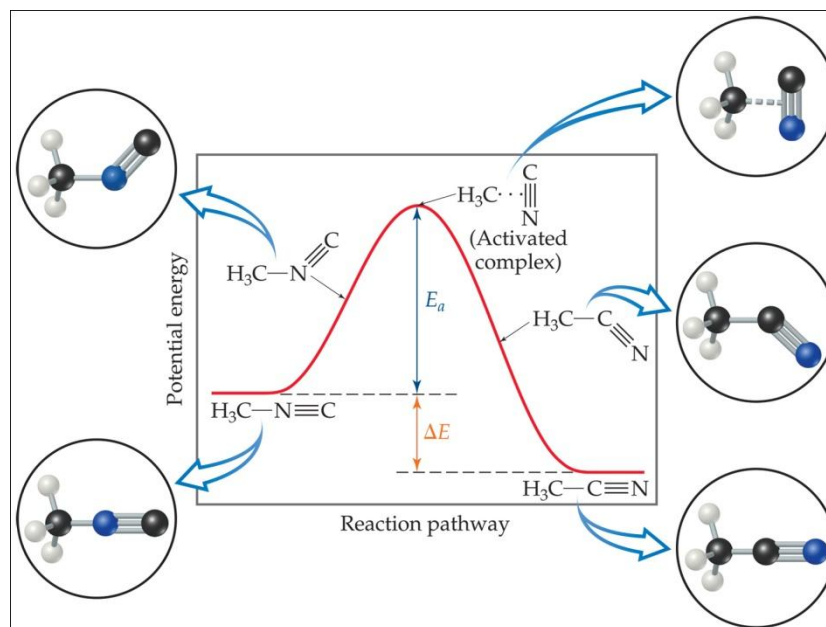 C
H₃C· · ·⫴
N
(Activated
complex)
C
H₃C—N≡
Eₐ
H₃C—C≡
N
H₃C—N≡C
ΔE
H₃C—C≡N
Potential energy
Reaction pathway